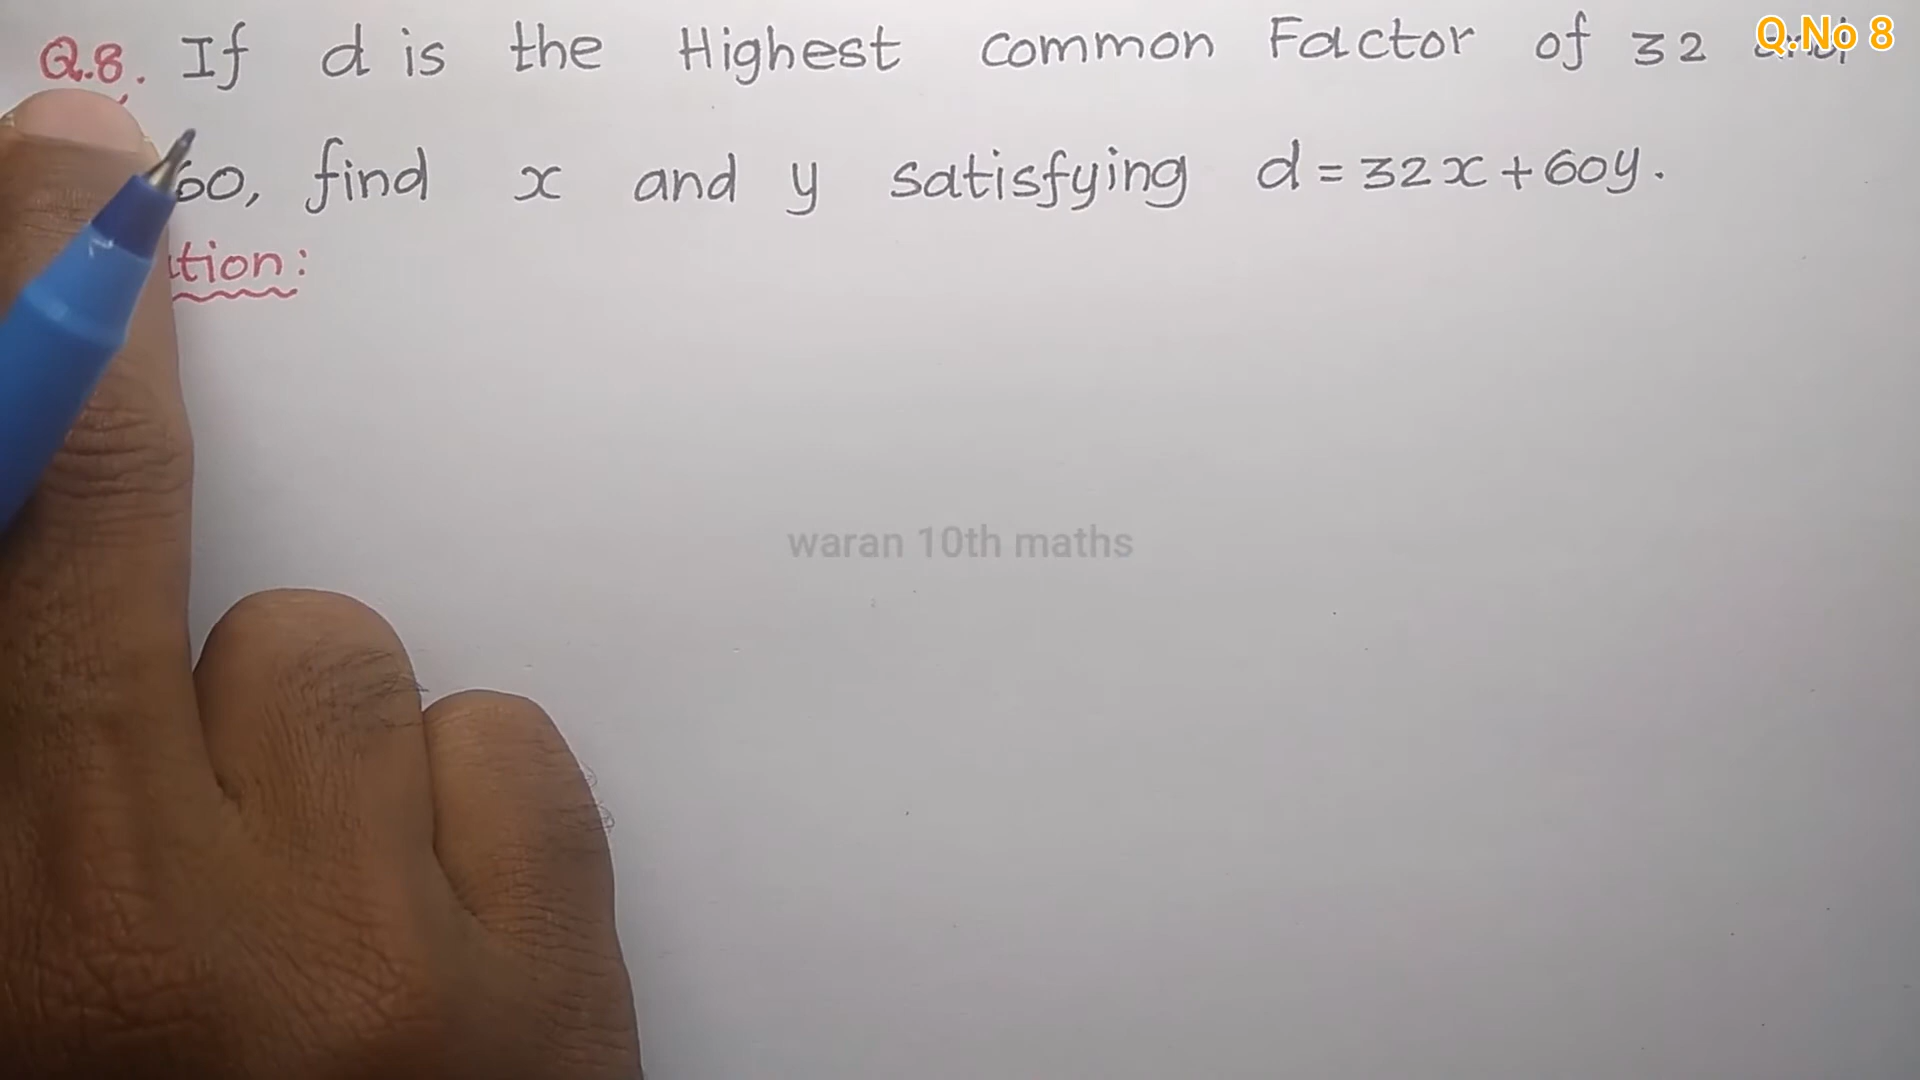 Q.8. If d is the Highest common Factor of 32 and
60, find x and y satisfying d = 32x + 60y.
tion:
Q.No 8
waran 10th maths